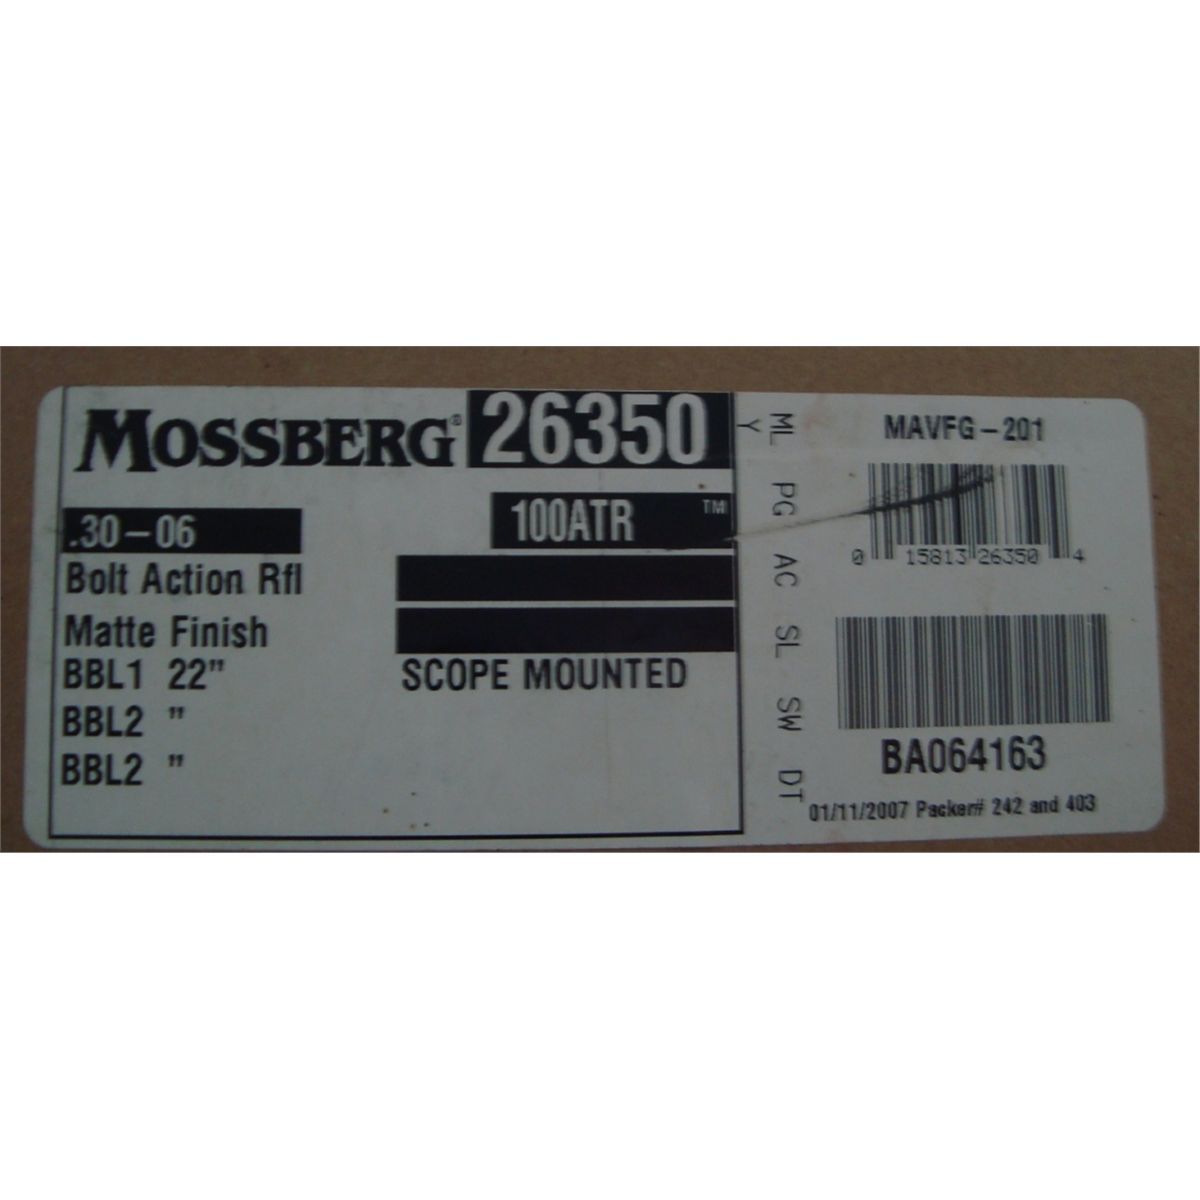 MOSSBERG® 26350
100ATR ™
.30-06
Bolt Action Rfl
Matte Finish
BBL1 22"
SCOPE MOUNTED
BBL2 "
BBL2 "
ML PG AC SL SW DT
Y
MAVFG-201
0 15813 26350 4
BA064163
01/11/2007 Packer# 242 and 403